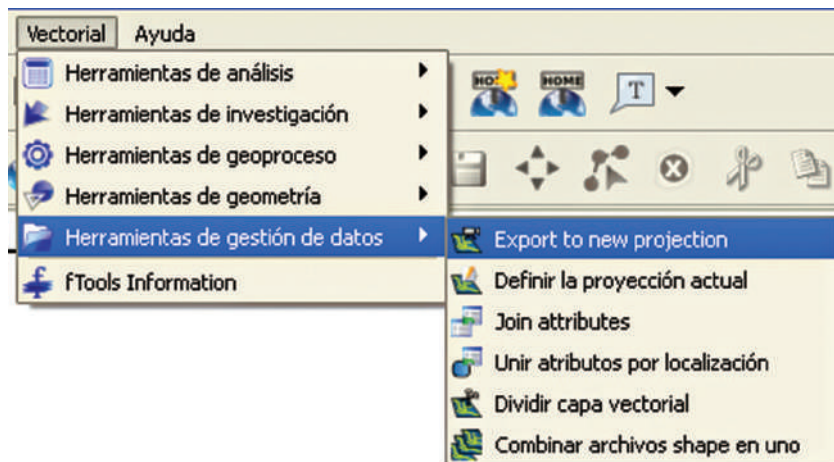 Vectorial Ayuda
Herramientas de análisis
Herramientas de investigación
Herramientas de geoproceso
Herramientas de geometría
Herramientas de gestión de datos
fTools Information
HOME
T
Export to new projection
Definir la proyección actual
Join attributes
Unir atributos por localización
Dividir capa vectorial
Combinar archivos shape en uno